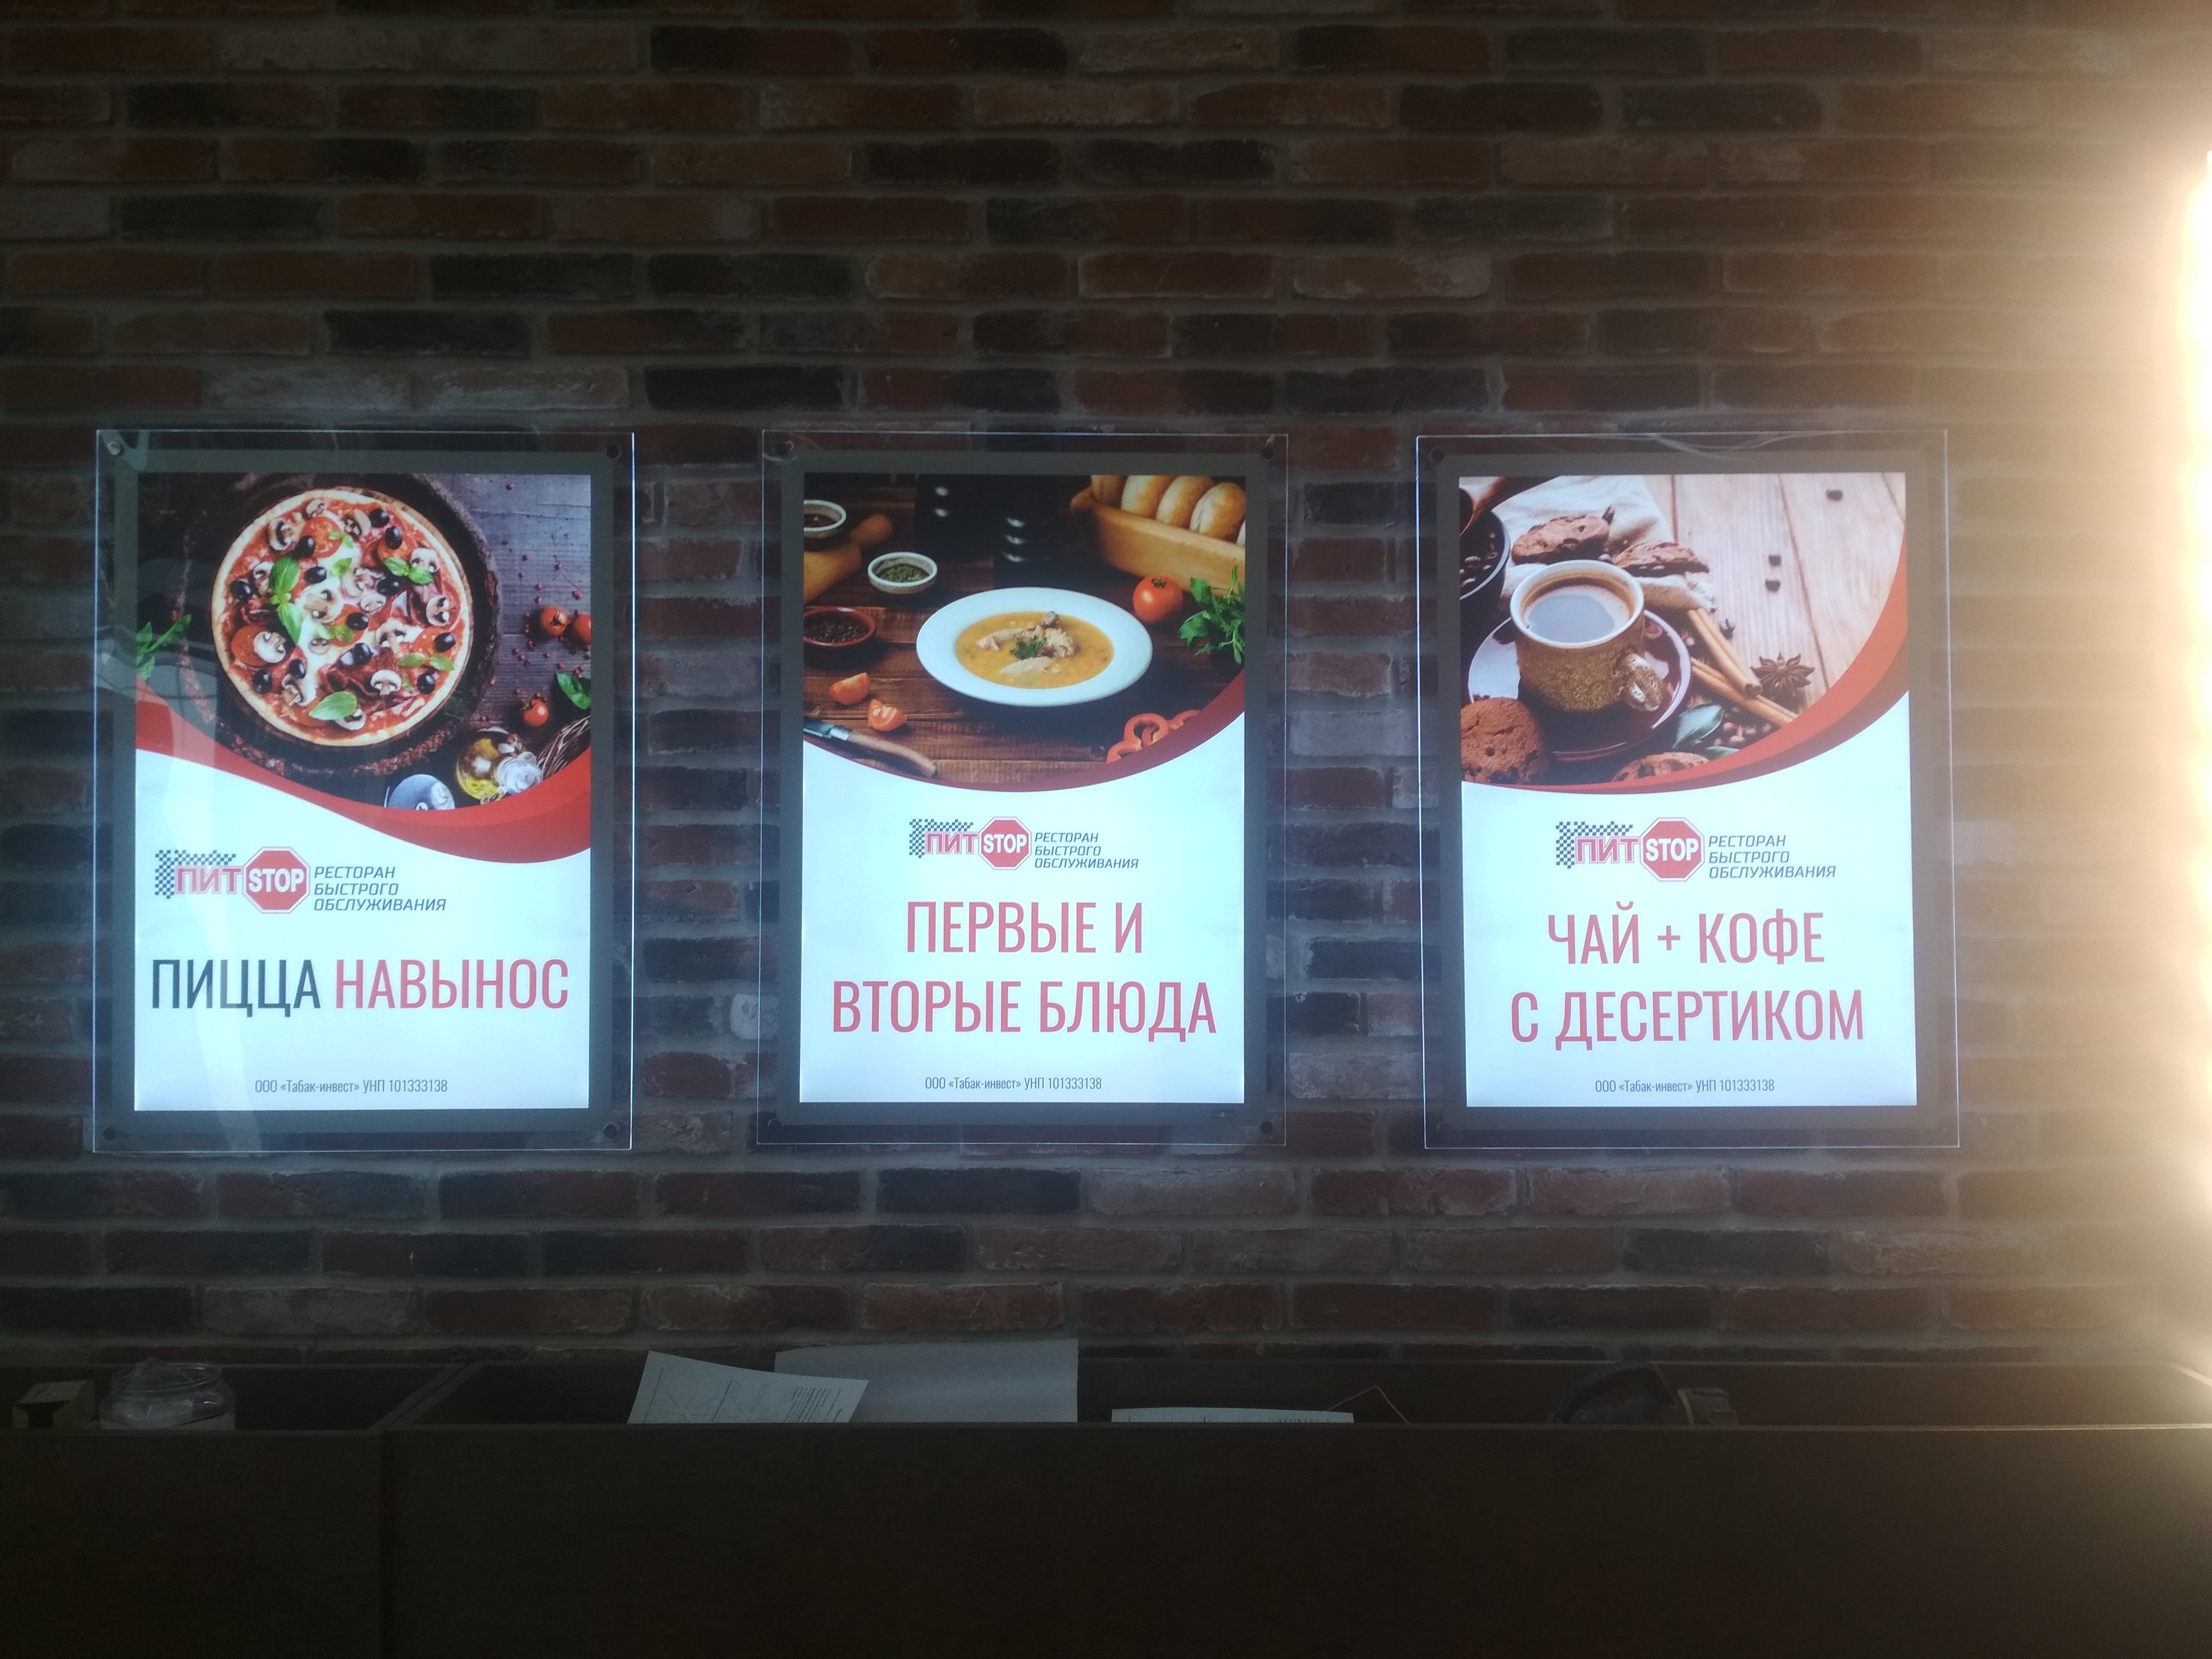 ПИТ STOP РЕСТОРАН
БЫСТРОГО
ОБСЛУЖИВАНИЯ
ПИЦЦА НАВЫНОС
ООО «Табак-инвест» УНП 101333138
ПИТ STOP РЕСТОРАН
БЫСТРОГО
ОБСЛУЖИВАНИЯ
ПЕРВЫЕ И
ВТОРЫЕ БЛЮДА
ООО «Табак-инвест» УНП 101333138
ПИТ STOP РЕСТОРАН
БЫСТРОГО
ОБСЛУЖИВАНИЯ
ЧАЙ + КОФЕ
С ДЕСЕРТИКОМ
ООО «Табак-инвест» УНП 101333138